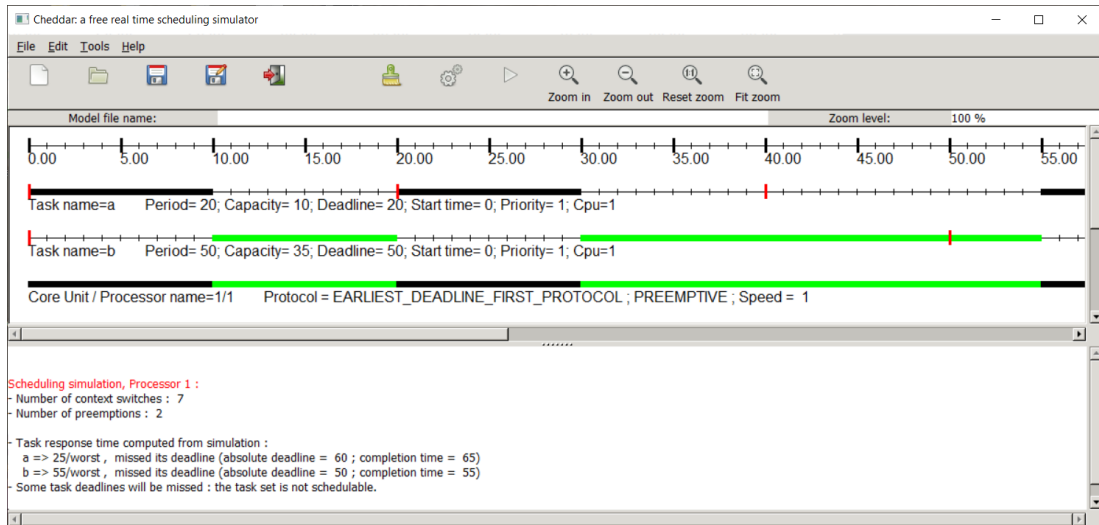 Cheddar: a free real time scheduling simulator
File Edit Tools Help
Zoom in Zoom out Reset zoom Fit zoom
Model file name: Zoom level: 100 %
0.00 5.00 10.00 15.00 20.00 25.00 30.00 35.00 40.00 45.00 50.00 55.00
Task name=a Period= 20; Capacity= 10; Deadline= 20; Start time= 0; Priority= 1; Cpu=1
Task name=b Period= 50; Capacity= 35; Deadline= 50; Start time= 0; Priority= 1; Cpu=1
Core Unit / Processor name=1/1 Protocol = EARLIEST_DEADLINE_FIRST_PROTOCOL ; PREEMPTIVE ; Speed = 1
Scheduling simulation, Processor 1 :
- Number of context switches : 7
- Number of preemptions : 2
- Task response time computed from simulation :
a => 25/worst , missed its deadline (absolute deadline = 60 ; completion time = 65)
b => 55/worst , missed its deadline (absolute deadline = 50 ; completion time = 55)
- Some task deadlines will be missed : the task set is not schedulable.